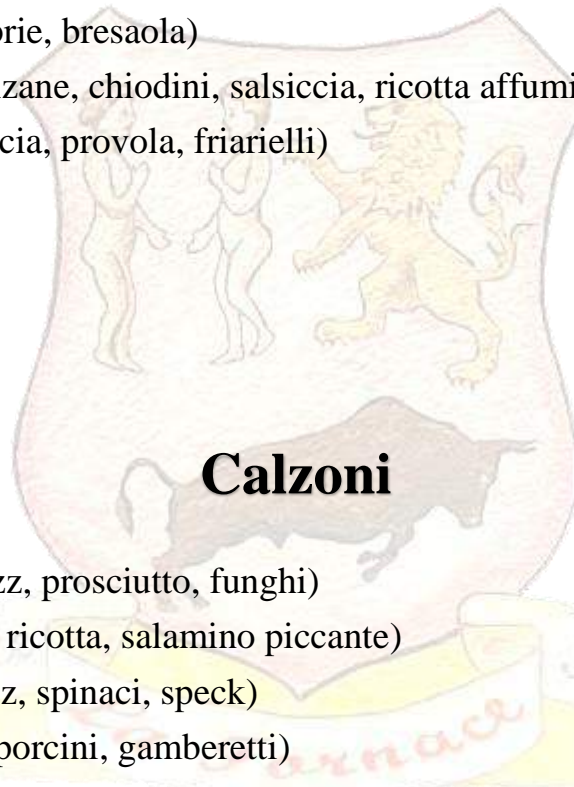 brie, bresaola)
zane, chiodini, salsiccia, ricotta affumi
cia, provola, friarielli)
Calzoni
zz, prosciutto, funghi)
ricotta, salamino piccante)
z, spinaci, speck)
porcini, gamberetti)